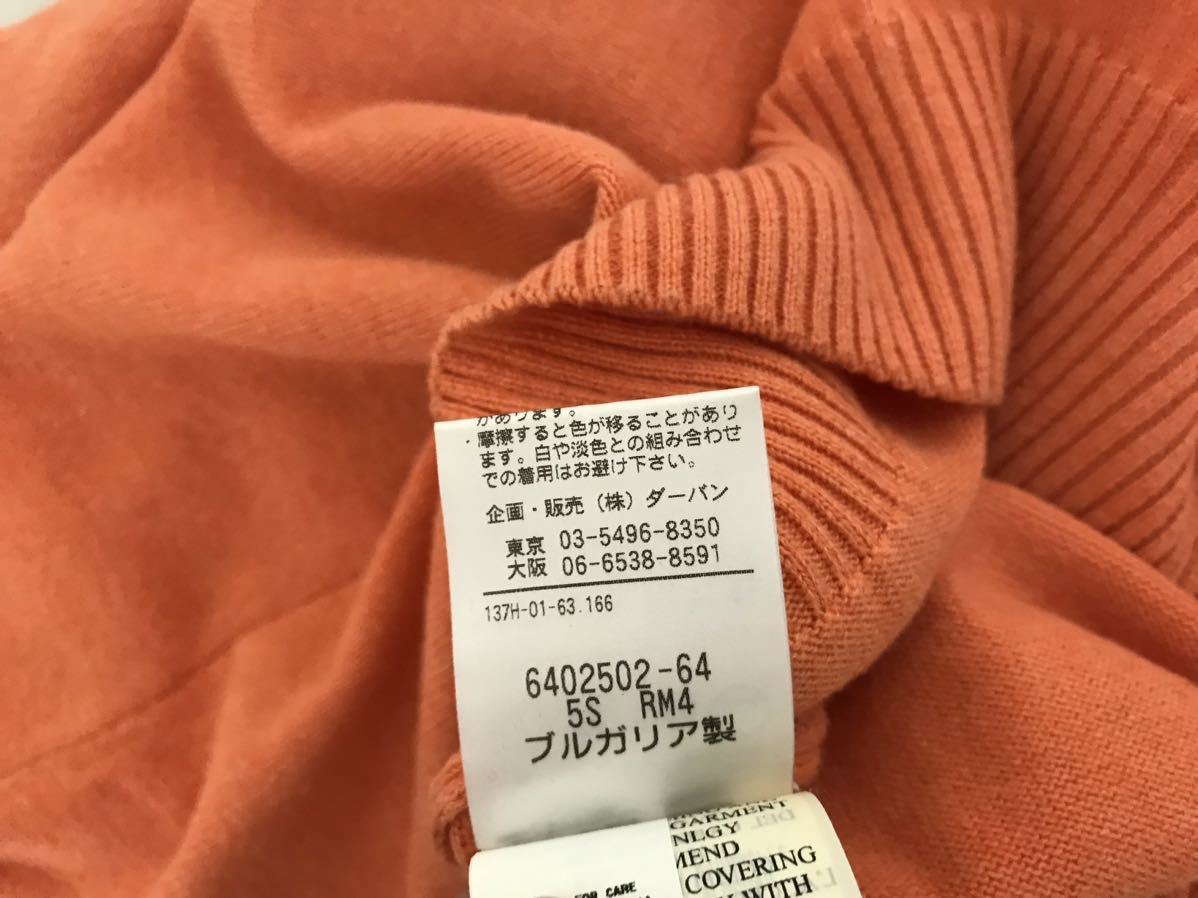 があります。
・摩擦すると色が移ることがあり
ます。白や淡色との組み合わせ
での着用はお避け下さい。
企画・販売（株）ダーバン
東京 03-5496-8350
大阪 06-6538-8591
137H-01-63.166
6402502-64
5S RM4
ブルガリア製
GARMENT
COVERING
WITH
FOR CARE